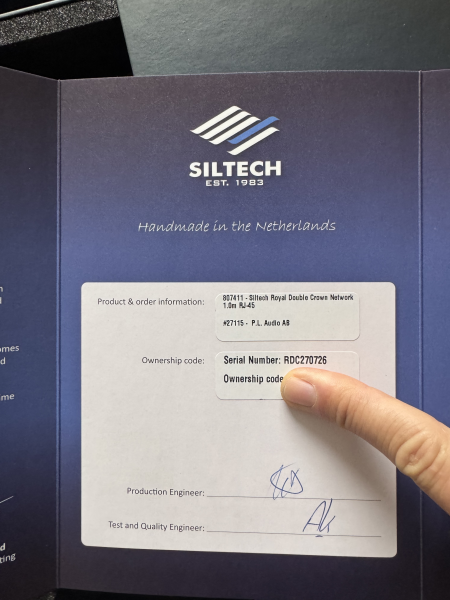 SILTECH
EST. 1983
Handmade in the Netherlands
Product & order information:
807411 - Siltech Royal Double Crown Network
1.0m RJ-45
#27115 - P.L. Audio AB
Ownership code:
Serial Number: RDC270726
Ownership code
Production Engineer:
Test and Quality Engineer: